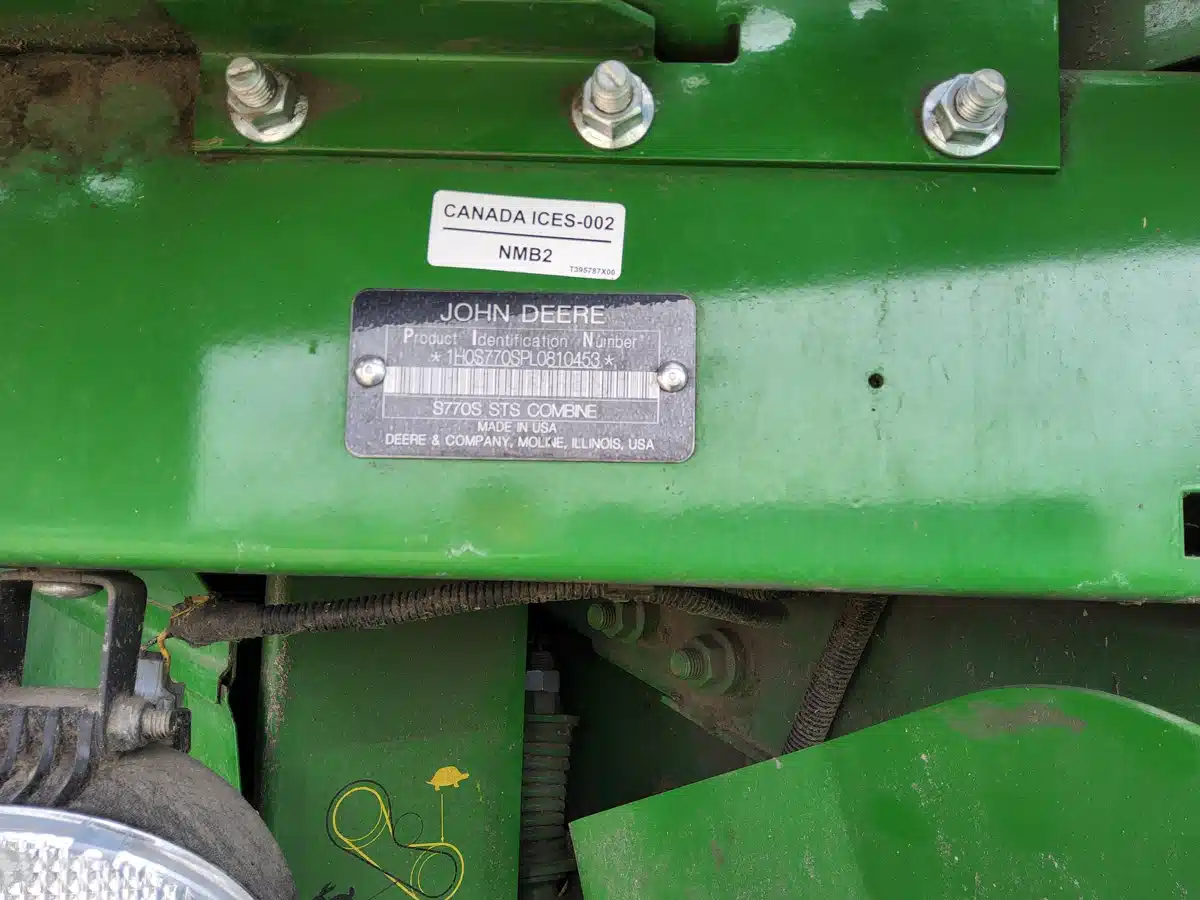 CANADA ICES-002
NMB2
T395787X00
JOHN DEERE
Product Identification Number
*1H0S770SPL0810453*
S770S STS COMBINE
MADE IN USA
DEERE & COMPANY, MOLINE, ILLINOIS, USA